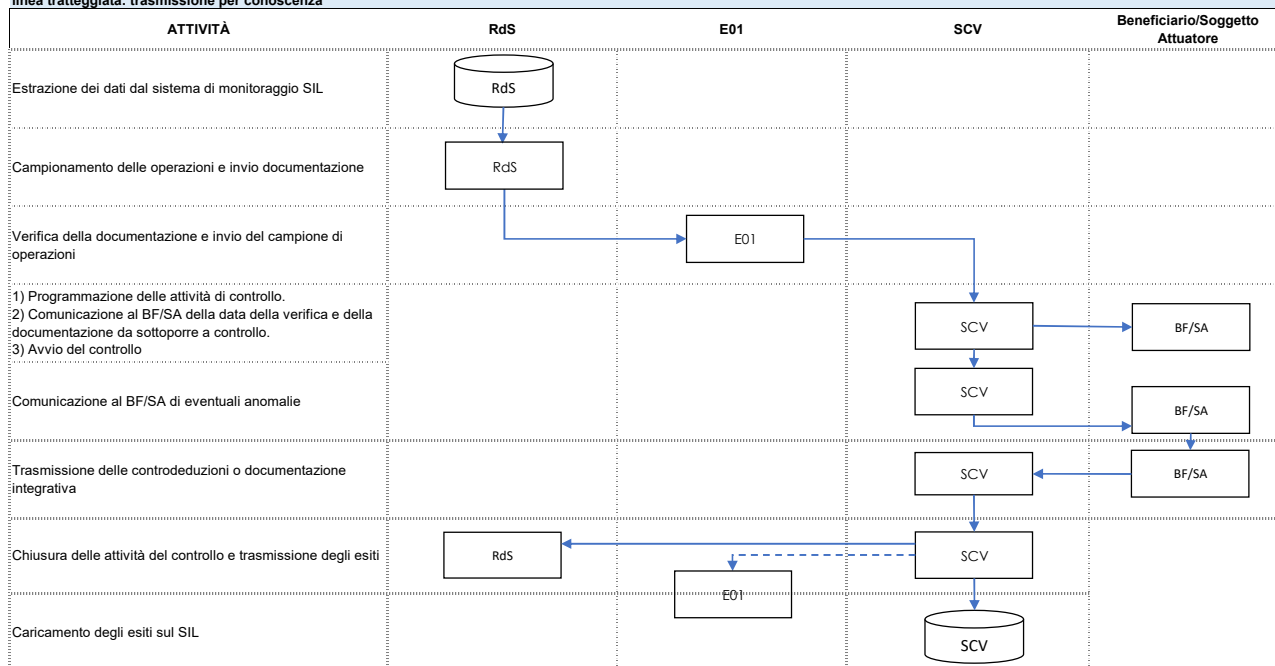 linea tratteggiata: trasmissione per conoscenza
ATTIVITÀ
RdS
E01
SCV
Beneficiario/Soggetto
Attuatore
Estrazione dei dati dal sistema di monitoraggio SIL
RdS
Campionamento delle operazioni e invio documentazione
RdS
Verifica della documentazione e invio del campione di
operazioni
E01
1) Programmazione delle attività di controllo.
2) Comunicazione al BF/SA della data della verifica e della
documentazione da sottoporre a controllo.
3) Avvio del controllo
SCV
BF/SA
Comunicazione al BF/SA di eventuali anomalie
SCV
BF/SA
Trasmissione delle controdeduzioni o documentazione
integrativa
SCV
BF/SA
Chiusura delle attività del controllo e trasmissione degli esiti
RdS
SCV
E01
Caricamento degli esiti sul SIL
SCV